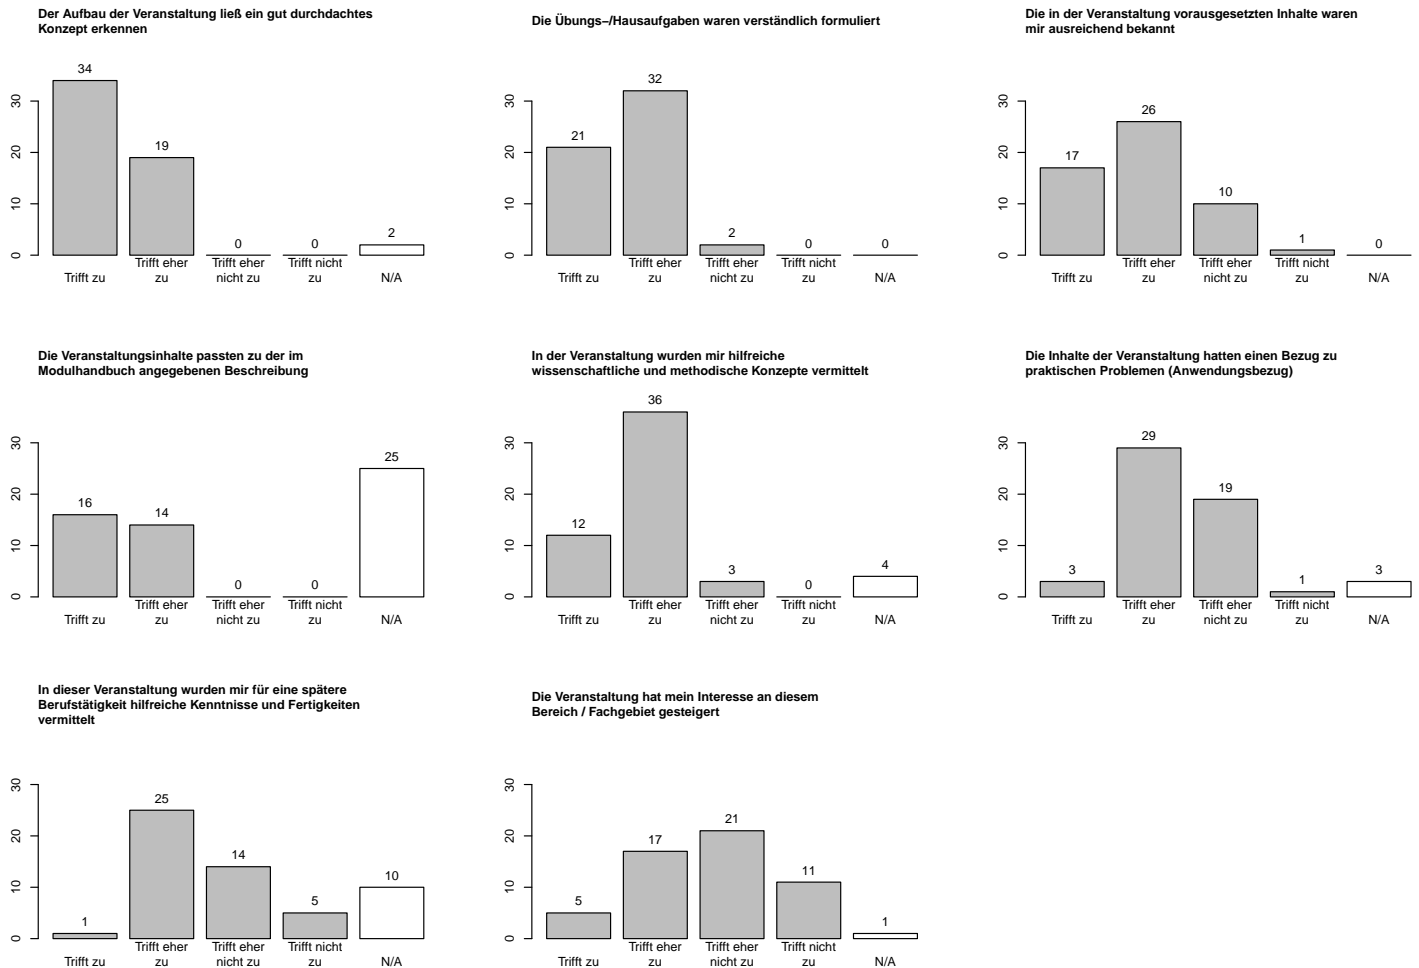 Der Aufbau der Veranstaltung ließ ein gut durchdachtes
Konzept erkennen
34
19
0
0
2
30
20
10
0
Trifft zu
Trifft eher
zu
Trifft eher
nicht zu
Trifft nicht
zu
N/A
Die Übungs−/Hausaufgaben waren verständlich formuliert
21
32
2
0
0
30
20
10
0
Trifft zu
Trifft eher
zu
Trifft eher
nicht zu
Trifft nicht
zu
N/A
Die in der Veranstaltung vorausgesetzten Inhalte waren
mir ausreichend bekannt
17
26
10
1
0
30
20
10
0
Trifft zu
Trifft eher
zu
Trifft eher
nicht zu
Trifft nicht
zu
N/A
Die Veranstaltungsinhalte passten zu der im
Modulhandbuch angegebenen Beschreibung
16
14
0
0
25
30
20
10
0
Trifft zu
Trifft eher
zu
Trifft eher
nicht zu
Trifft nicht
zu
N/A
In der Veranstaltung wurden mir hilfreiche
wissenschaftliche und methodische Konzepte vermittelt
12
36
3
0
4
30
20
10
0
Trifft zu
Trifft eher
zu
Trifft eher
nicht zu
Trifft nicht
zu
N/A
Die Inhalte der Veranstaltung hatten einen Bezug zu
praktischen Problemen (Anwendungsbezug)
3
29
19
1
3
30
20
10
0
Trifft zu
Trifft eher
zu
Trifft eher
nicht zu
Trifft nicht
zu
N/A
In dieser Veranstaltung wurden mir für eine spätere
Berufstätigkeit hilfreiche Kenntnisse und Fertigkeiten
vermittelt
1
25
14
5
10
30
20
10
0
Trifft zu
Trifft eher
zu
Trifft eher
nicht zu
Trifft nicht
zu
N/A
Die Veranstaltung hat mein Interesse an diesem
Bereich / Fachgebiet gesteigert
5
17
21
11
1
30
20
10
0
Trifft zu
Trifft eher
zu
Trifft eher
nicht zu
Trifft nicht
zu
N/A